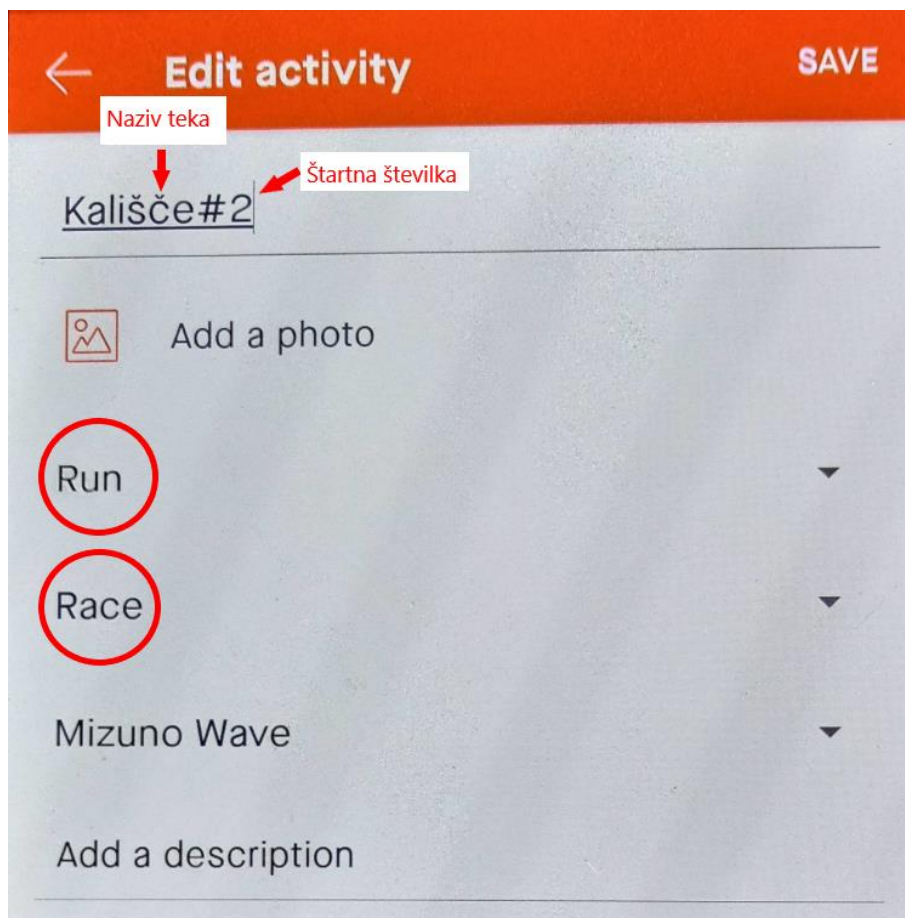 Edit activity SAVE
Naziv teka
Štartna številka
Kališče#2
Add a photo
Run
Race
Mizuno Wave
Add a description